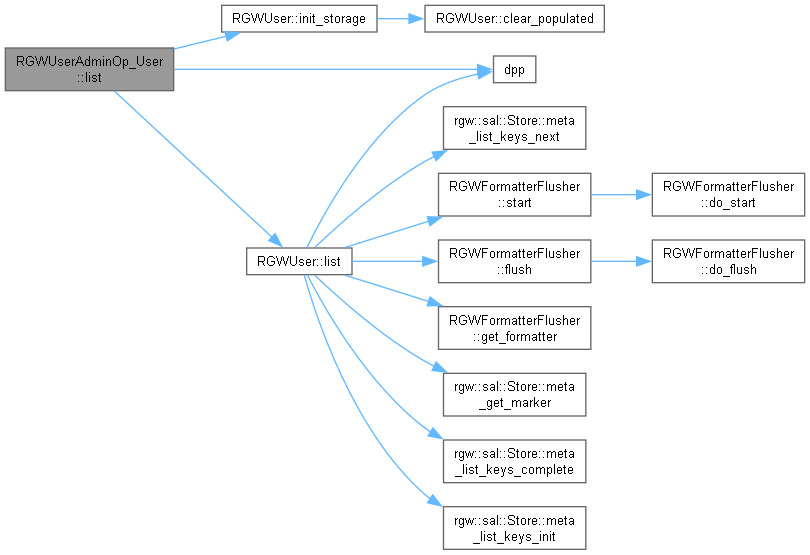 RGWUserAdminOp_User
::list
RGWUser::init_storage
RGWUser::clear_populated
dpp
rgw::sal::Store::meta
_list_keys_next
RGWFormatterFlusher
::start
RGWFormatterFlusher
::do_start
RGWUser::list
RGWFormatterFlusher
::flush
RGWFormatterFlusher
::do_flush
RGWFormatterFlusher
::get_formatter
rgw::sal::Store::meta
_get_marker
rgw::sal::Store::meta
_list_keys_complete
rgw::sal::Store::meta
_list_keys_init